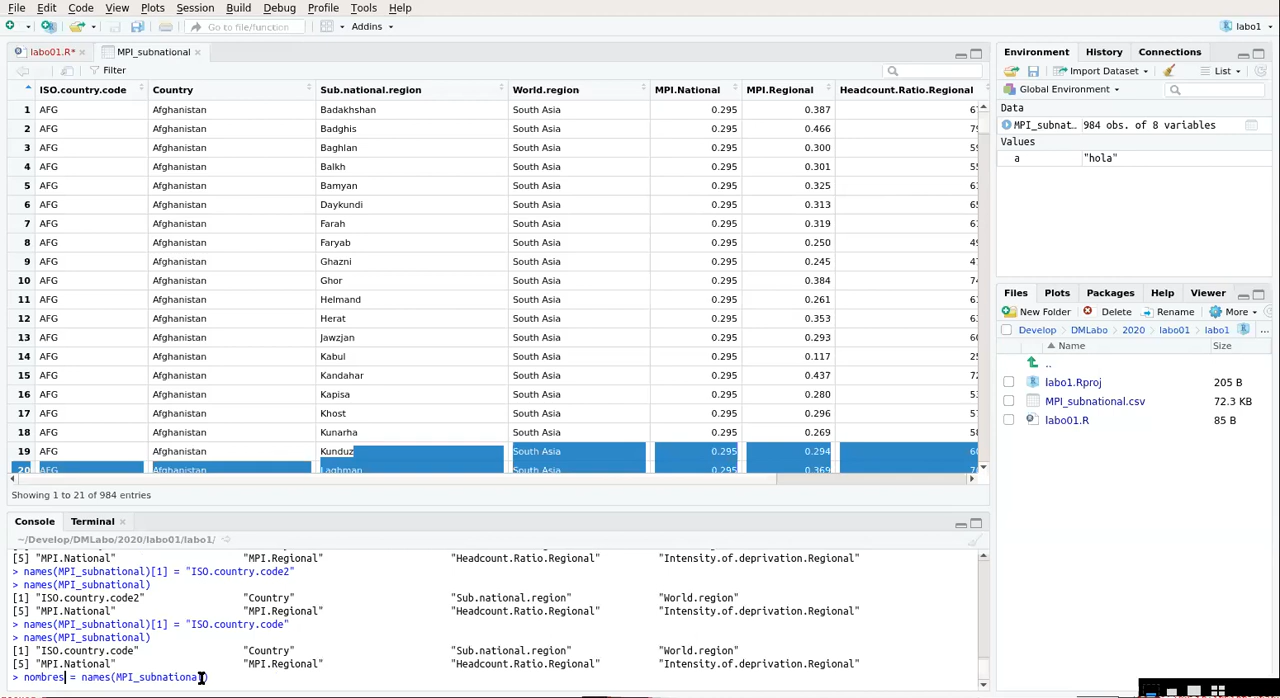 File Edit Code View Plots Session Build Debug Profile Tools Help
Go to file/function Addins labo1
labo01.R* MPI_subnational
Filter
ISO.country.code Country Sub.national.region World.region MPI.National MPI.Regional Headcount.Ratio.Regional
1 AFG Afghanistan Badakhshan South Asia 0.295 0.387
2 AFG Afghanistan Badghis South Asia 0.295 0.466
3 AFG Afghanistan Baghlan South Asia 0.295 0.300
4 AFG Afghanistan Balkh South Asia 0.295 0.301
5 AFG Afghanistan Bamyan South Asia 0.295 0.325
6 AFG Afghanistan Daykundi South Asia 0.295 0.313
7 AFG Afghanistan Farah South Asia 0.295 0.319
8 AFG Afghanistan Faryab South Asia 0.295 0.250
9 AFG Afghanistan Ghazni South Asia 0.295 0.245
10 AFG Afghanistan Ghor South Asia 0.295 0.384
11 AFG Afghanistan Helmand South Asia 0.295 0.261
12 AFG Afghanistan Herat South Asia 0.295 0.353
13 AFG Afghanistan Jawzjan South Asia 0.295 0.293
14 AFG Afghanistan Kabul South Asia 0.295 0.117
15 AFG Afghanistan Kandahar South Asia 0.295 0.437
16 AFG Afghanistan Kapisa South Asia 0.295 0.280
17 AFG Afghanistan Khost South Asia 0.295 0.296
18 AFG Afghanistan Kunarha South Asia 0.295 0.269
19 AFG Afghanistan Kunduz South Asia 0.295 0.294
20 AFG Afghanistan Laghman South Asia 0.295 0.369
Showing 1 to 21 of 984 entries
Console Terminal
~/Develop/DMLabo/2020/labo01/labo1/
[5] "MPI.National" "MPI.Regional" "Headcount.Ratio.Regional" "Intensity.of.deprivation.Regional"
> names(MPI_subnational)[1] = "ISO.country.code2"
> names(MPI_subnational)
[1] "ISO.country.code2" "Country" "Sub.national.region" "World.region"
[5] "MPI.National" "MPI.Regional" "Headcount.Ratio.Regional" "Intensity.of.deprivation.Regional"
> names(MPI_subnational)[1] = "ISO.country.code"
> names(MPI_subnational)
[1] "ISO.country.code" "Country" "Sub.national.region" "World.region"
[5] "MPI.National" "MPI.Regional" "Headcount.Ratio.Regional" "Intensity.of.deprivation.Regional"
> nombres = names(MPI_subnational)
Environment History Connections
Import Dataset List
Global Environment
Data
MPI_subnat… 984 obs. of 8 variables
Values
a "hola"
Files Plots Packages Help Viewer
New Folder Delete Rename More
Develop DMLabo 2020 labo01 labo1 ...
Name Size
..
labo1.Rproj 205 B
MPI_subnational.csv 72.3 KB
labo01.R 85 B